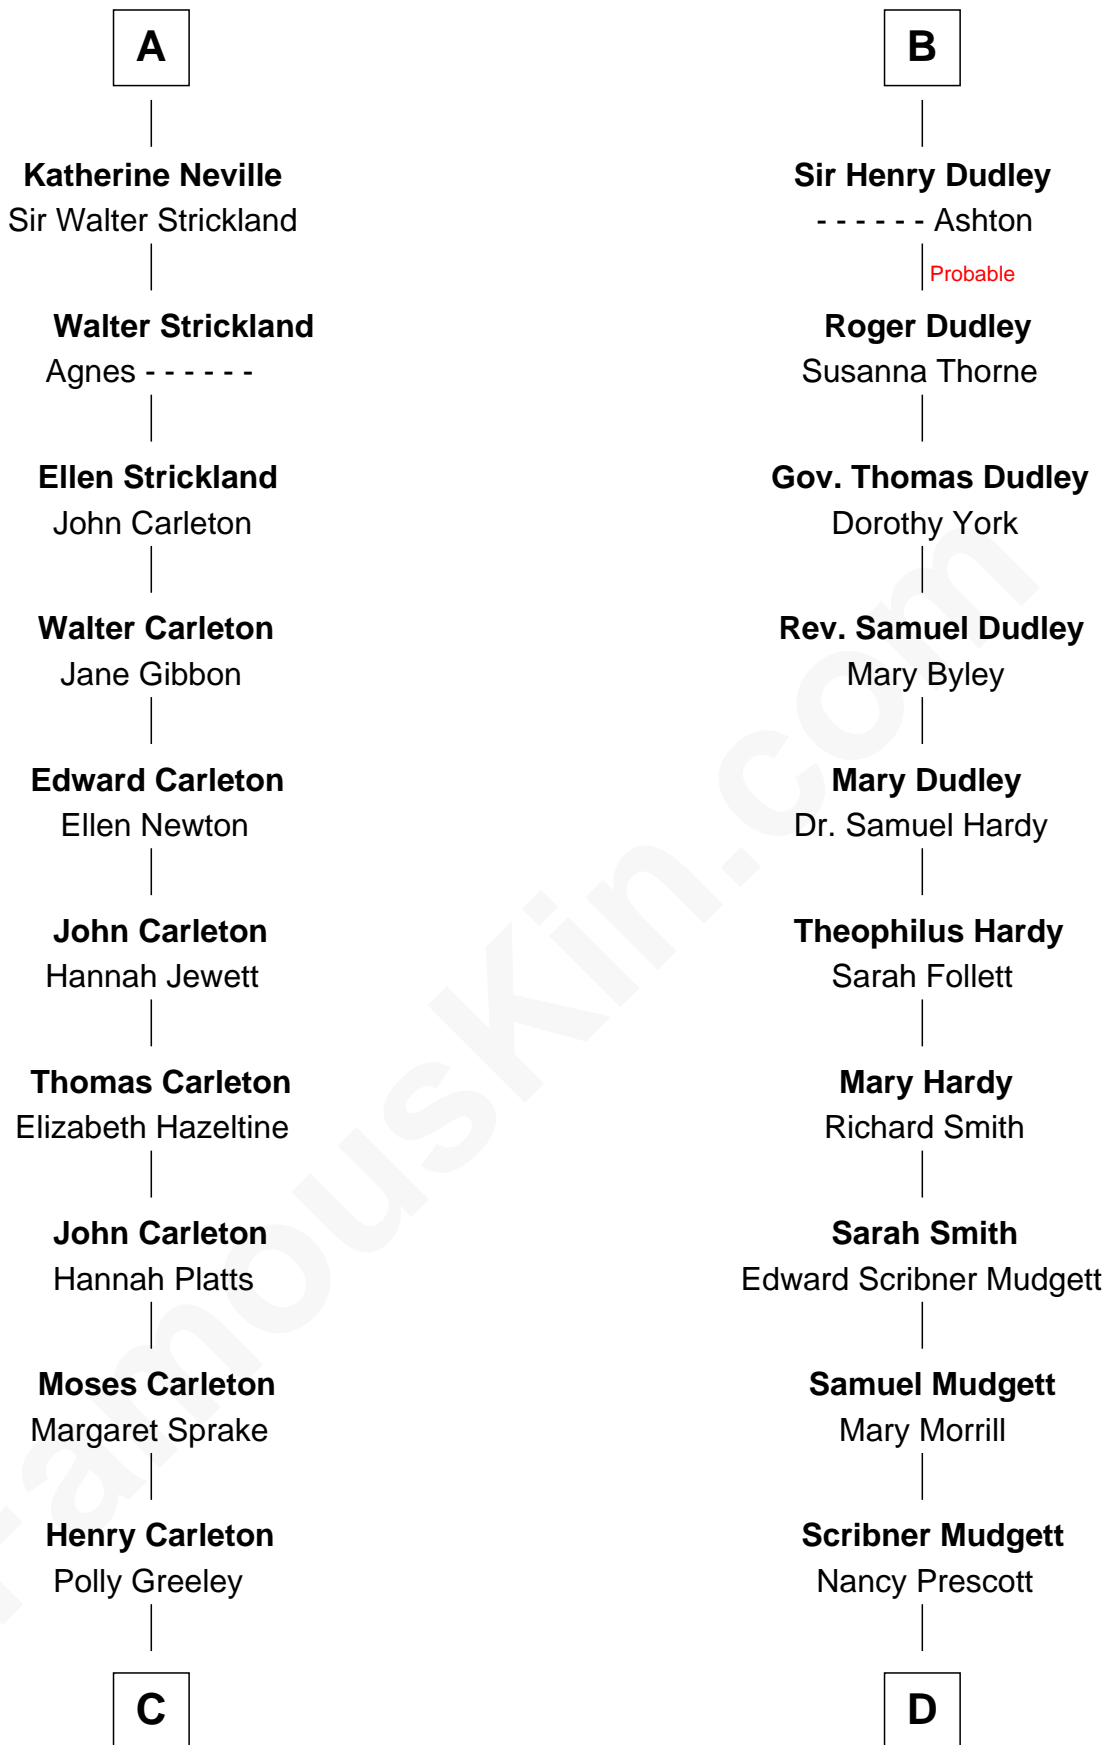 A
Katherine Neville
Sir Walter Strickland
Walter Strickland
Agnes - - - - - -
Ellen Strickland
John Carleton
Walter Carleton
Jane Gibbon
Edward Carleton
Ellen Newton
John Carleton
Hannah Jewett
Thomas Carleton
Elizabeth Hazeltine
John Carleton
Hannah Platts
Moses Carleton
Margaret Sprake
Henry Carleton
Polly Greeley
C
B
Sir Henry Dudley
- - - - - - Ashton
Probable
Roger Dudley
Susanna Thorne
Gov. Thomas Dudley
Dorothy York
Rev. Samuel Dudley
Mary Byley
Mary Dudley
Dr. Samuel Hardy
Theophilus Hardy
Sarah Follett
Mary Hardy
Richard Smith
Sarah Smith
Edward Scribner Mudgett
Samuel Mudgett
Mary Morrill
Scribner Mudgett
Nancy Prescott
D
FamousKin.com